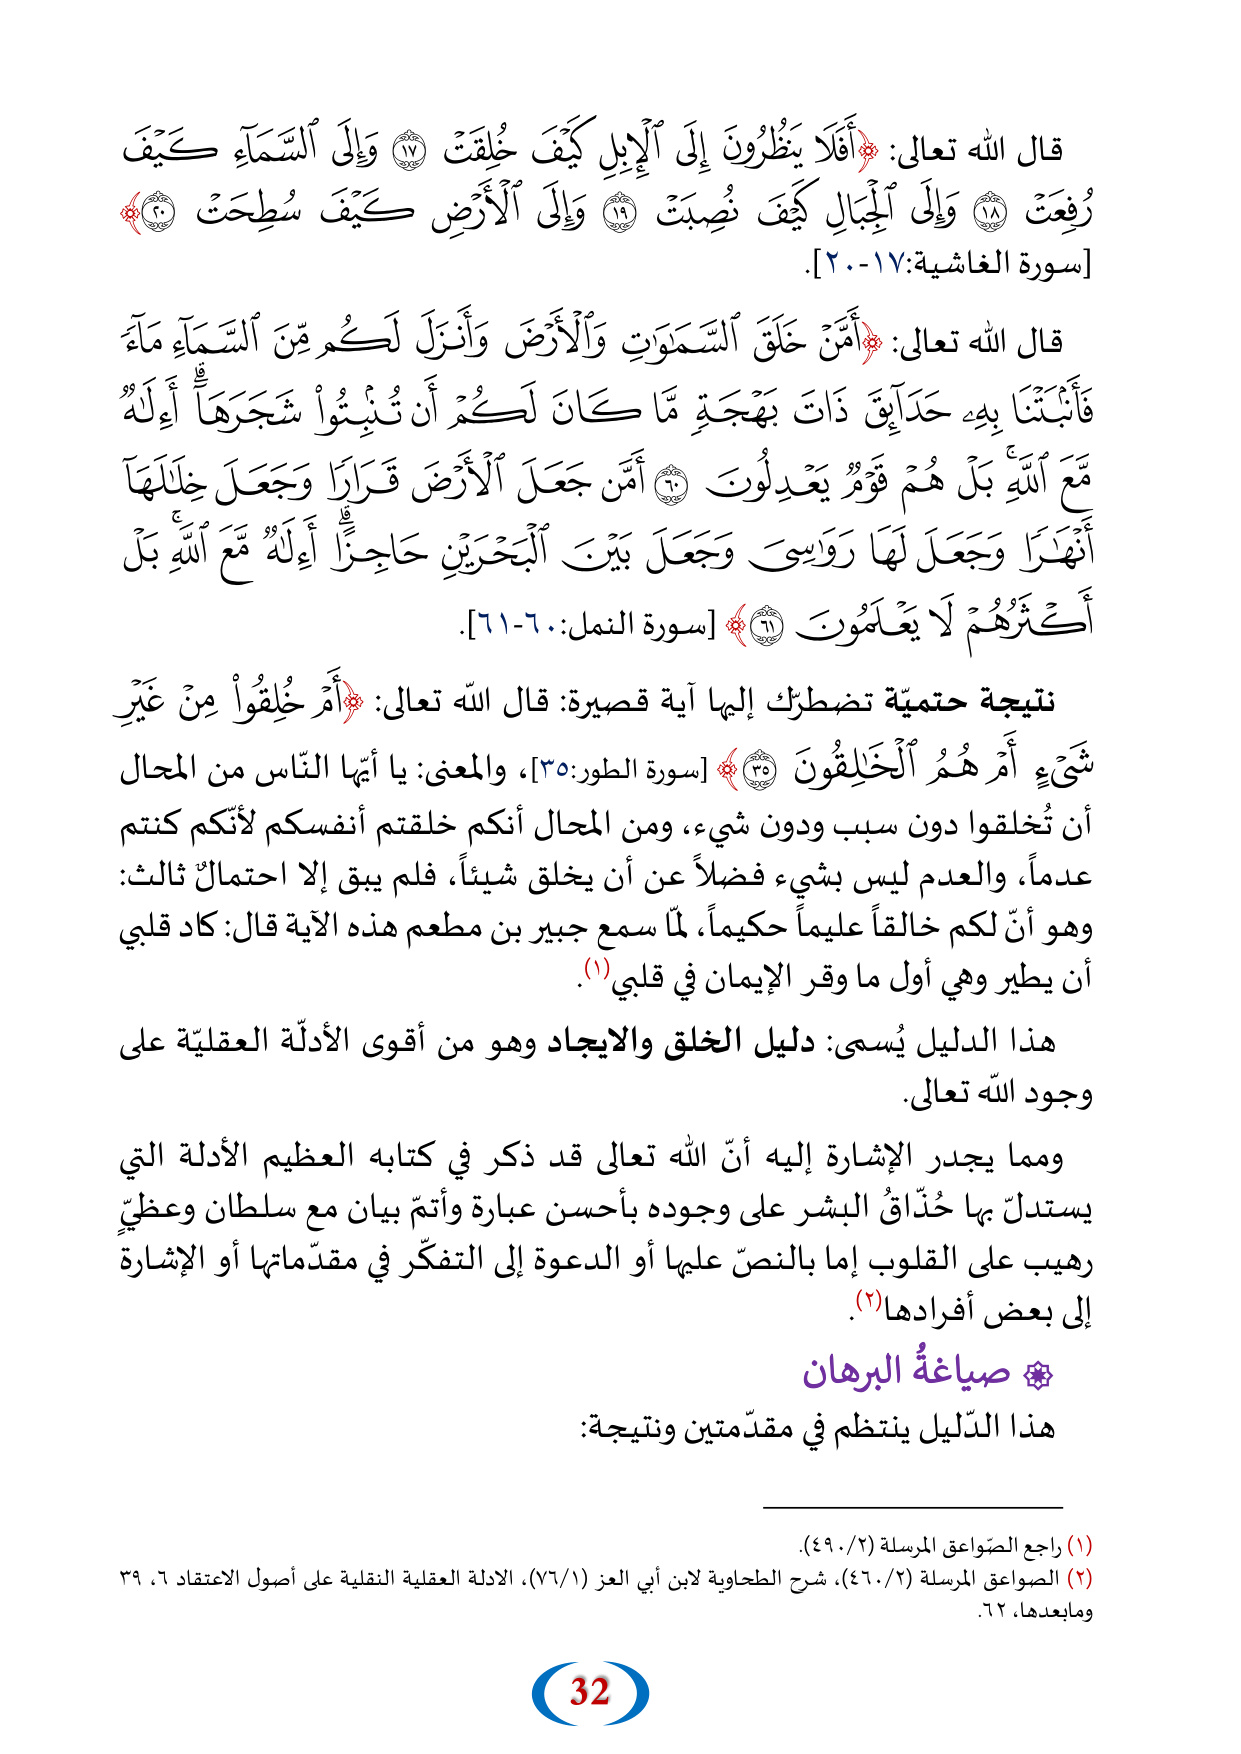 قال الله تعالى: ﴿أَفَلَا يَنظُرُونَ إِلَى ٱلْإِبِلِ كَيْفَ خُلِقَتْ ١٧ وَإِلَى ٱلسَّمَآءِ كَيْفَ
رُفِعَتْ ١٨ وَإِلَى ٱلْجِبَالِ كَيْفَ نُصِبَتْ ١٩ وَإِلَى ٱلْأَرْضِ كَيْفَ سُطِحَتْ ٢٠﴾
[سورة الغاشية:١٧-٢٠].
قال الله تعالى: ﴿أَمَّنْ خَلَقَ ٱلسَّمَـٰوَٰتِ وَٱلْأَرْضَ وَأَنزَلَ لَكُم مِّنَ ٱلسَّمَآءِ مَآءً
فَأَنۢبَتْنَا بِهِۦ حَدَآئِقَ ذَاتَ بَهْجَةٍ مَّا كَانَ لَكُمْ أَن تُنۢبِتُوا۟ شَجَرَهَآ ۗ أَءِلَـٰهٌ
مَّعَ ٱللَّهِ ۚ بَلْ هُمْ قَوْمٌ يَعْدِلُونَ ٦٠ أَمَّن جَعَلَ ٱلْأَرْضَ قَرَارًا وَجَعَلَ خِلَـٰلَهَآ
أَنْهَـٰرًا وَجَعَلَ لَهَا رَوَٰسِىَ وَجَعَلَ بَيْنَ ٱلْبَحْرَيْنِ حَاجِزًا ۗ أَءِلَـٰهٌ مَّعَ ٱللَّهِ ۚ بَلْ
أَكْثَرُهُمْ لَا يَعْلَمُونَ ٦١﴾ [سورة النمل:٦٠-٦١].
نتيجة حتميّة تضطرّك إليها آية قصيرة: قال الله تعالى: ﴿أَمْ خُلِقُوا۟ مِنْ غَيْرِ
شَىْءٍ أَمْ هُمُ ٱلْخَـٰلِقُونَ ٣٥﴾ [سورة الطور:٣٥]، والمعنى: يا أيّها النّاس من المحال
أن تُخلقوا دون سبب ودون شيء، ومن المحال أنكم خلقتم أنفسكم لأنّكم كنتم
عدماً، والعدم ليس بشيء فضلاً عن أن يخلق شيئاً، فلم يبق إلا احتمالٌ ثالث:
وهو أنّ لكم خالقاً عليماً حكيماً، لمّا سمع جبير بن مطعم هذه الآية قال: كاد قلبي
أن يطير وهي أول ما وقر الإيمان في قلبي(١).
هذا الدليل يُسمى: دليل الخلق والايجاد وهو من أقوى الأدلّة العقليّة على
وجود الله تعالى.
ومما يجدر الإشارة إليه أنّ الله تعالى قد ذكر في كتابه العظيم الأدلة التي
يستدلّ بها حُذّاقُ البشر على وجوده بأحسن عبارة وأتمّ بيان مع سلطان وعظيٍّ
رهيب على القلوب إما بالنصّ عليها أو الدعوة إلى التفكّر في مقدّماتها أو الإشارة
إلى بعض أفرادها(٢).
صياغةُ البرهان
هذا الدّليل ينتظم في مقدّمتين ونتيجة:
(١) راجع الصّواعق المرسلة (٤٩٠/٢).
(٢) الصواعق المرسلة (٤٦٠/٢)، شرح الطحاوية لابن أبي العز (٧٦/١)، الادلة العقلية النقلية على أصول الاعتقاد ٦، ٣٩
ومابعدها، ٦٢.
32